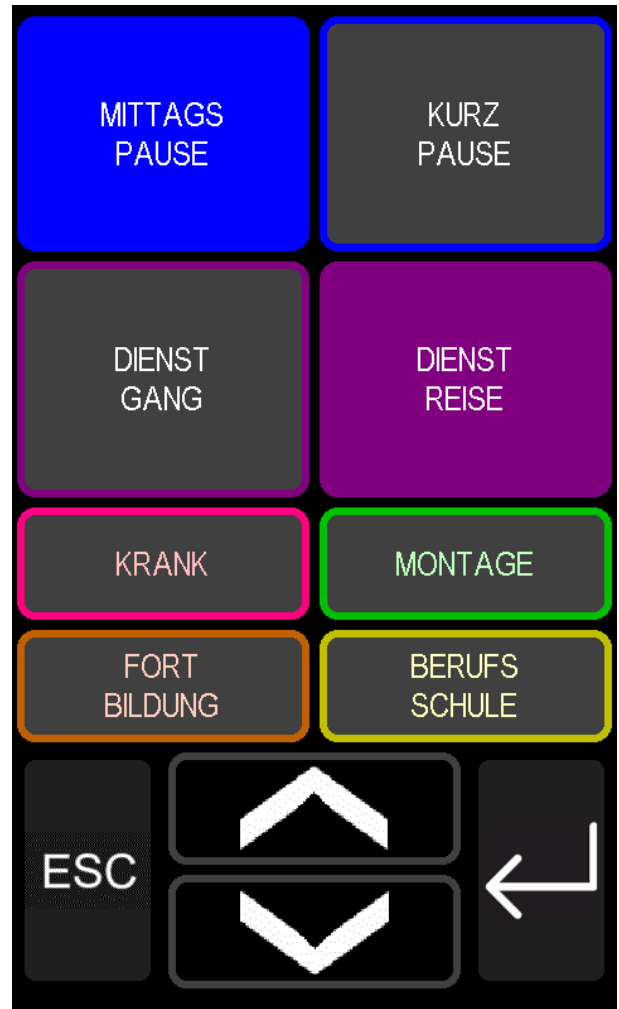 MITTAGS
PAUSE
KURZ
PAUSE
DIENST
GANG
DIENST
REISE
KRANK
MONTAGE
FORT
BILDUNG
BERUFS
SCHULE
ESC